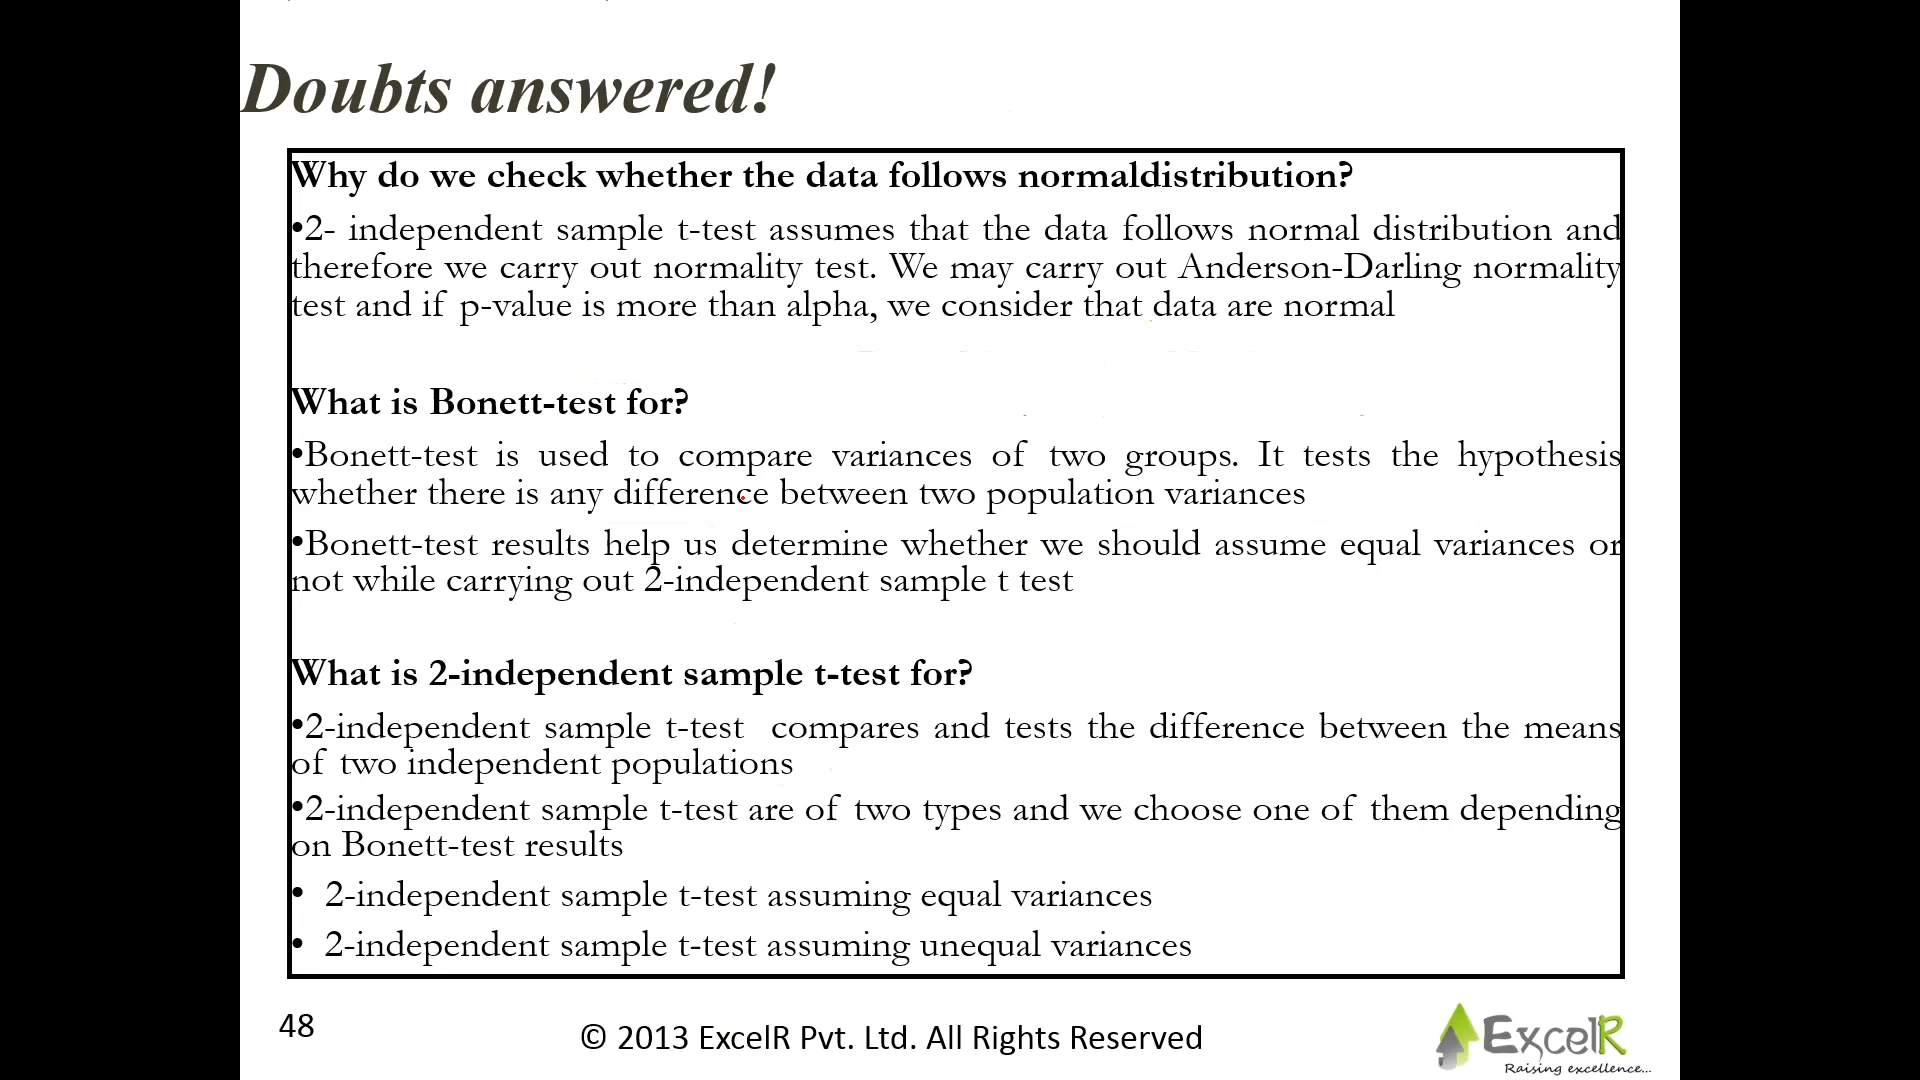 Doubts answered!
Why do we check whether the data follows normaldistribution?
•2- independent sample t-test assumes that the data follows normal distribution and
therefore we carry out normality test. We may carry out Anderson-Darling normality
test and if p-value is more than alpha, we consider that data are normal
What is Bonett-test for?
•Bonett-test is used to compare variances of two groups. It tests the hypothesis
whether there is any difference between two population variances
•Bonett-test results help us determine whether we should assume equal variances or
not while carrying out 2-independent sample t test
What is 2-independent sample t-test for?
•2-independent sample t-test compares and tests the difference between the means
of two independent populations
•2-independent sample t-test are of two types and we choose one of them depending
on Bonett-test results
• 2-independent sample t-test assuming equal variances
• 2-independent sample t-test assuming unequal variances
48
© 2013 ExcelR Pvt. Ltd. All Rights Reserved
ExcelR
Raising excellence...